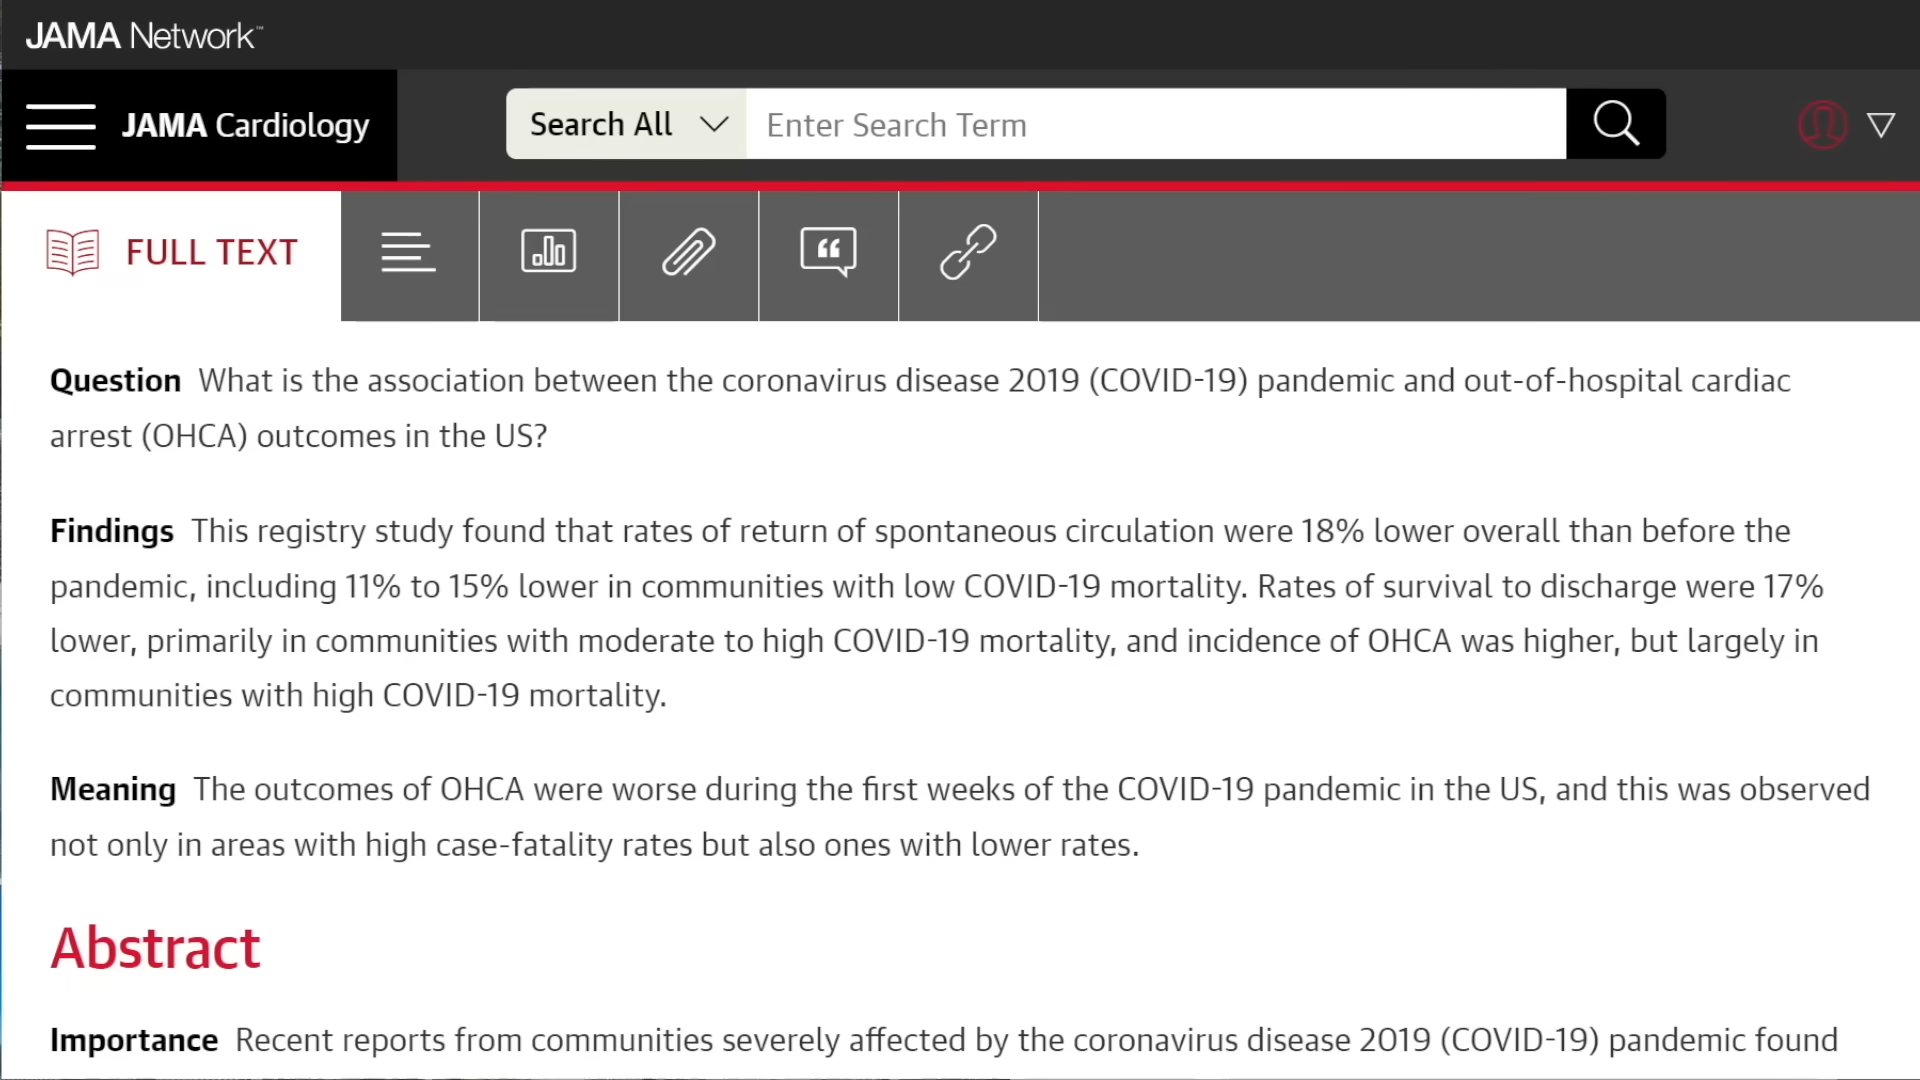 JAMA Network™
JAMA Cardiology
Search All
Enter Search Term
FULL TEXT
Question What is the association between the coronavirus disease 2019 (COVID-19) pandemic and out-of-hospital cardiac
arrest (OHCA) outcomes in the US?
Findings This registry study found that rates of return of spontaneous circulation were 18% lower overall than before the
pandemic, including 11% to 15% lower in communities with low COVID-19 mortality. Rates of survival to discharge were 17%
lower, primarily in communities with moderate to high COVID-19 mortality, and incidence of OHCA was higher, but largely in
communities with high COVID-19 mortality.
Meaning The outcomes of OHCA were worse during the first weeks of the COVID-19 pandemic in the US, and this was observed
not only in areas with high case-fatality rates but also ones with lower rates.
Abstract
Importance Recent reports from communities severely affected by the coronavirus disease 2019 (COVID-19) pandemic found